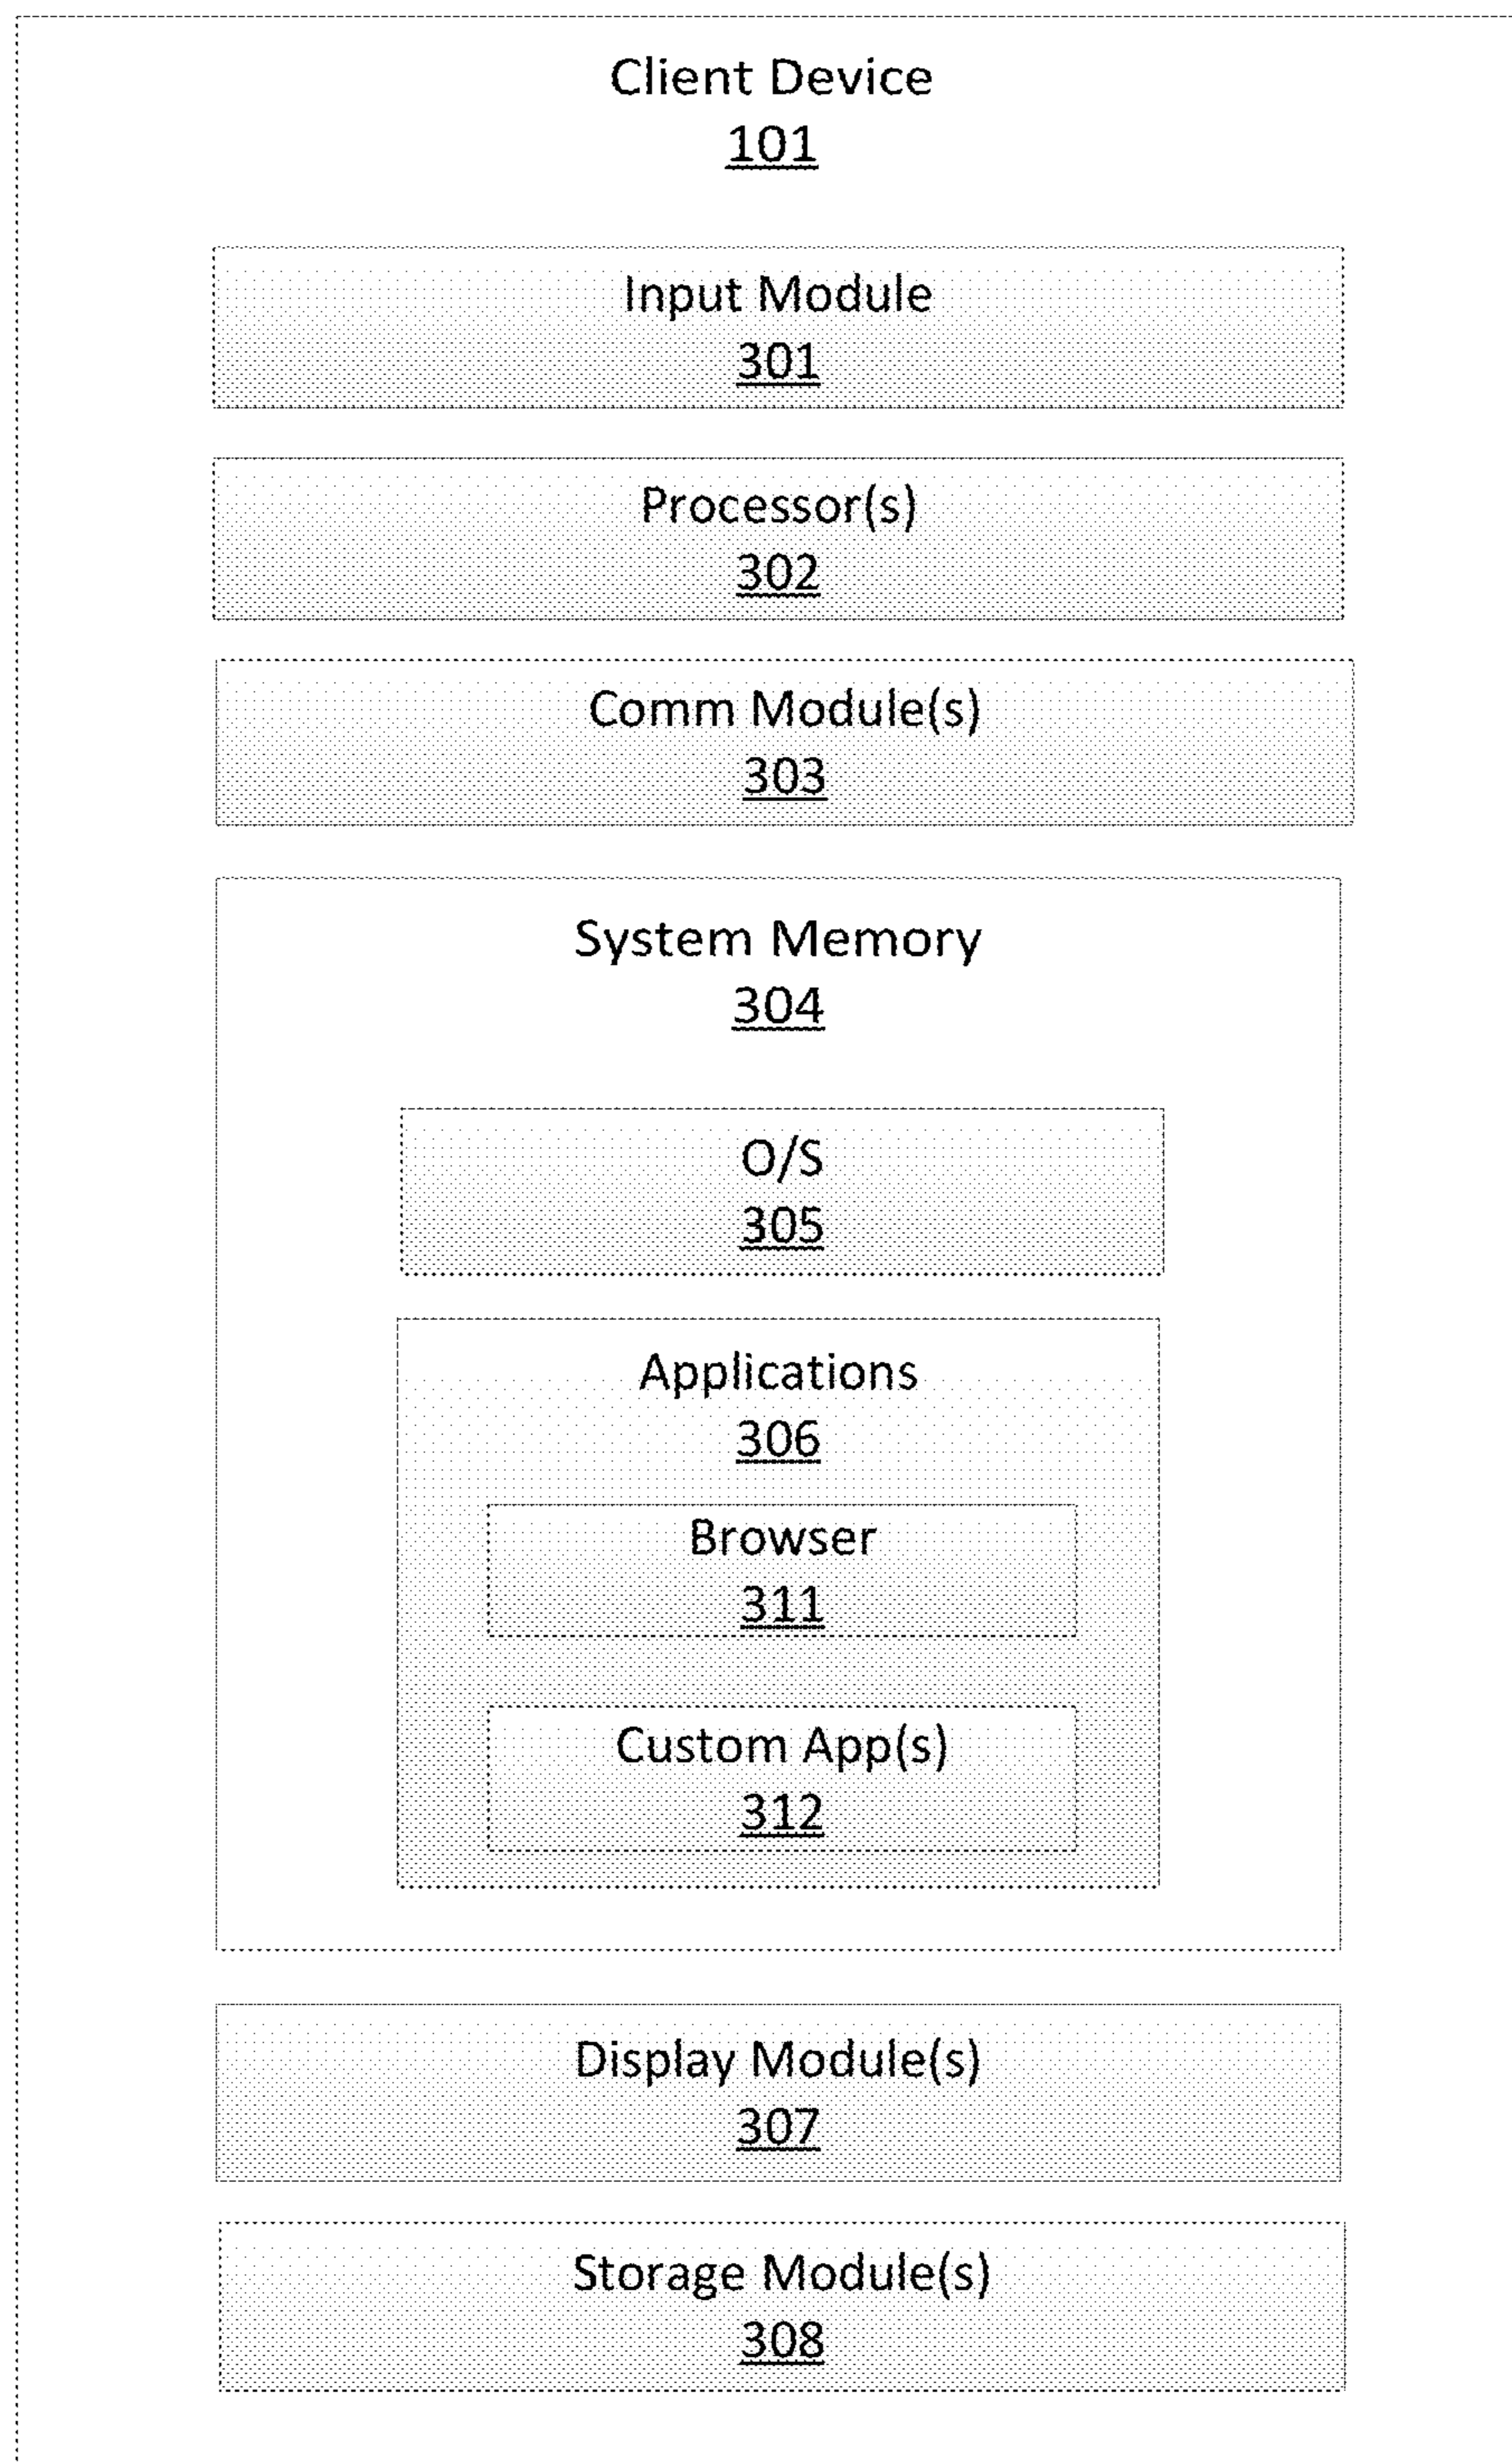 Client Device
101
Input Module
301
Processor(s)
302
Comm Module(s)
303
System Memory
304
O/S
305
Applications
306
Browser
311
Custom App(s)
312
Display Module(s)
307
Storage Module(s)
308